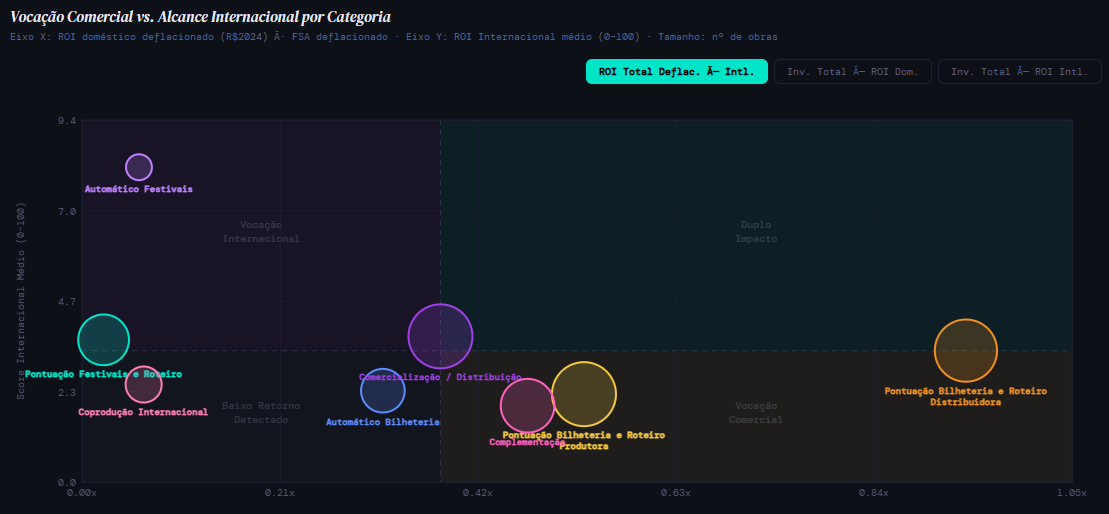 Vocação Comercial vs. Alcance Internacional por Categoria
Eixo X: ROI doméstico deflacionado (R$2024) Â· FSA deflacionado · Eixo Y: ROI Internacional médio (0–100) · Tamanho: nº de obras
ROI Total Deflac. Ã— Intl.
Inv. Total Ã— ROI Dom.
Inv. Total Ã— ROI Intl.
Score Internacional Médio (0–100)
9.4
7.0
4.7
2.3
0.0
Automático Festivais
Vocação
Internacional
Duplo
Impacto
Pontuação Festivais e Roteiro
Comercialização / Distribuição
Coprodução Internacional
Baixo Retorno
Detectado
Automático Bilheteria
Vocação
Comercial
Pontuação Bilheteria e Roteiro
Distribuidora
Pontuação Bilheteria e Roteiro
Produtora
Complementação
0.00x
0.21x
0.42x
0.63x
0.84x
1.05x